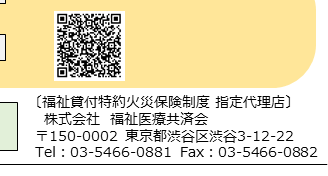 〔福祉貸付特約火災保険制度 指定代理店〕
株式会社 福祉医療共済会
〒150-0002 東京都渋谷区渋谷3-12-22
Tel:03-5466-0881 Fax:03-5466-0882